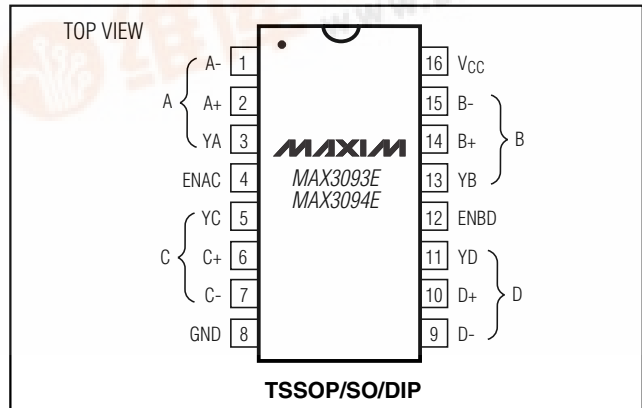 TOP VIEW
A
A- 1
A+ 2
YA 3
ENAC 4
C
YC 5
C+ 6
C- 7
GND 8
MAXIM
MAX3093E
MAX3094E
16 VCC
15 B-
14 B+
13 YB
B
12 ENBD
11 YD
10 D+
9 D-
D
TSSOP/SO/DIP